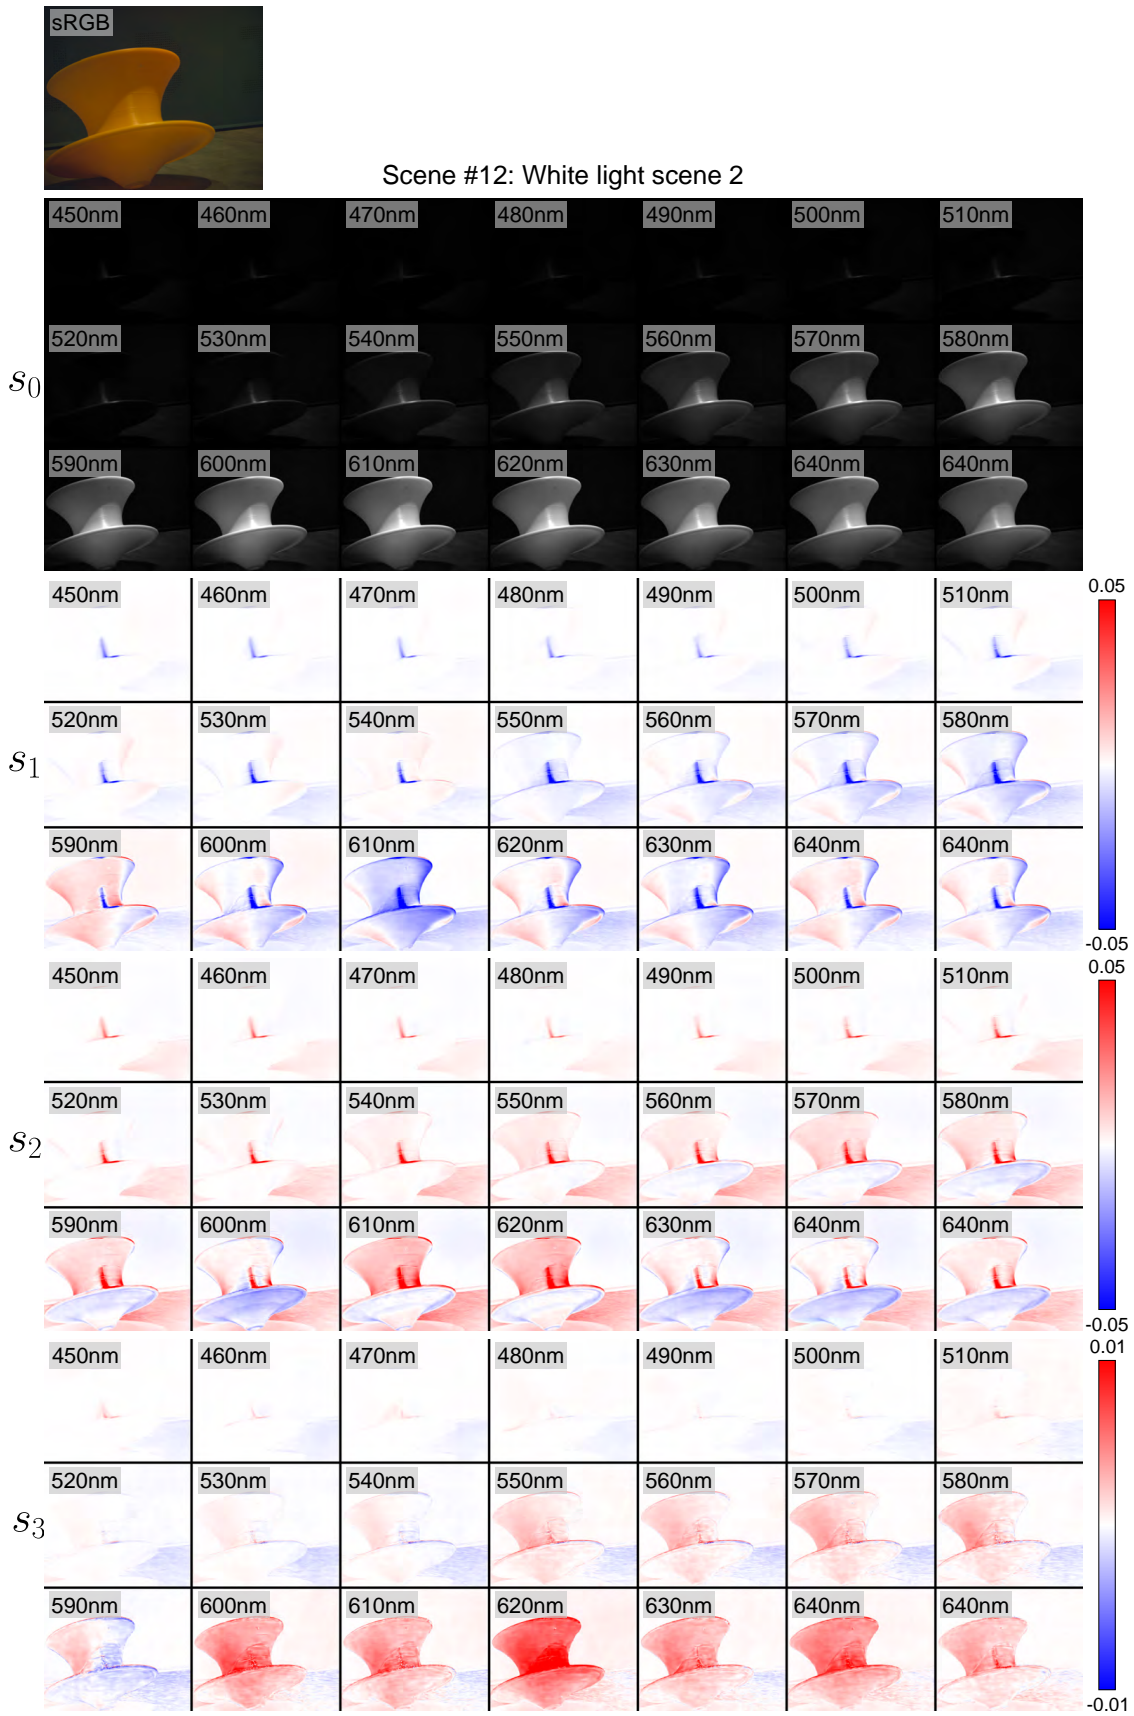 sRGB
Scene #12: White light scene 2
450nm 460nm 470nm 480nm 490nm 500nm 510nm
520nm 530nm 540nm 550nm 560nm 570nm 580nm
s0
590nm 600nm 610nm 620nm 630nm 640nm 640nm
450nm 460nm 470nm 480nm 490nm 500nm 510nm 0.05
520nm 530nm 540nm 550nm 560nm 570nm 580nm
s1
590nm 600nm 610nm 620nm 630nm 640nm 640nm
-0.05
450nm 460nm 470nm 480nm 490nm 500nm 510nm 0.05
520nm 530nm 540nm 550nm 560nm 570nm 580nm
s2
590nm 600nm 610nm 620nm 630nm 640nm 640nm
-0.05
450nm 460nm 470nm 480nm 490nm 500nm 510nm 0.01
520nm 530nm 540nm 550nm 560nm 570nm 580nm
s3
590nm 600nm 610nm 620nm 630nm 640nm 640nm
-0.01